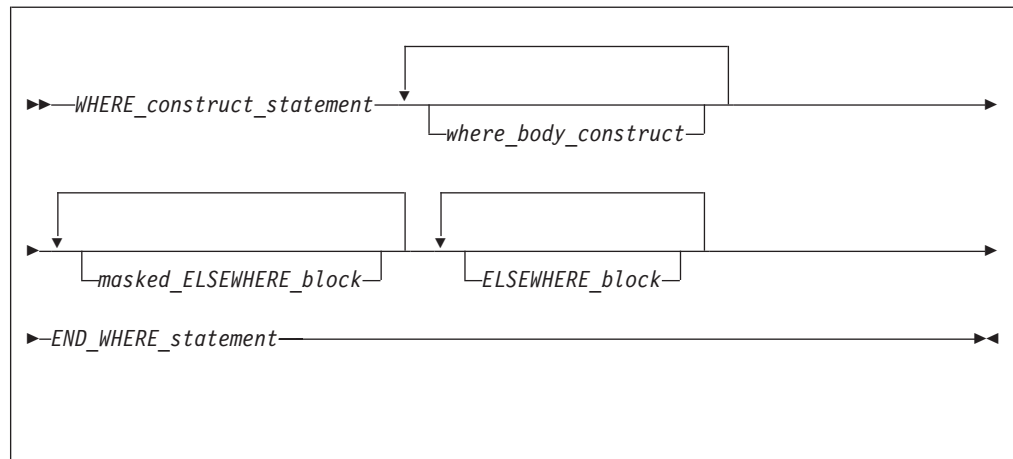 WHERE_construct_statement
where_body_construct
masked_ELSEWHERE_block
ELSEWHERE_block
END_WHERE_statement